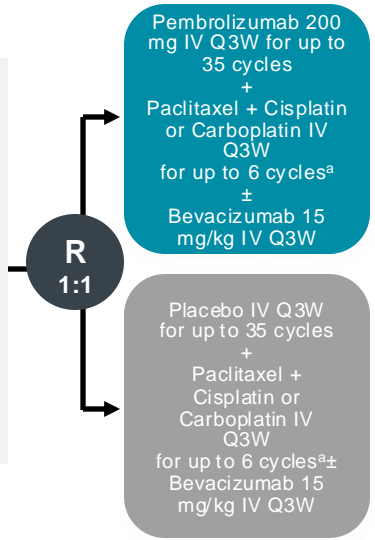 Pembrolizumab 200
mg IV Q3W for up to
35 cycles
+
Paclitaxel + Cisplatin
or Carboplatin IV
Q3W
for up to 6 cyclesᵃ
±
Bevacizumab 15
mg/kg IV Q3W
R
1:1
Placebo IV Q3W
for up to 35 cycles
+
Paclitaxel +
Cisplatin or
Carboplatin IV
Q3W
for up to 6 cyclesᵃ±
Bevacizumab 15
mg/kg IV Q3W